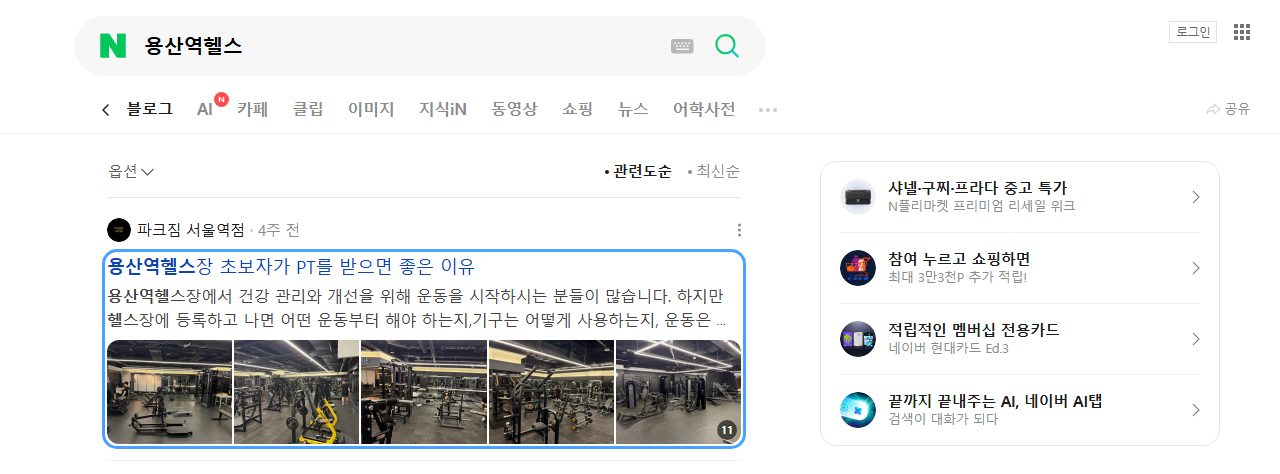 용산역헬스
로그인
블로그 AI N 카페 클립 이미지 지식iN 동영상 쇼핑 뉴스 어학사전
공유
옵션
관련도순 최신순
파크짐 서울역점 · 4주 전
용산역헬스장 초보자가 PT를 받으면 좋은 이유
용산역헬스장에서 건강 관리와 개선을 위해 운동을 시작하시는 분들이 많습니다. 하지만
헬스장에 등록하고 나면 어떤 운동부터 해야 하는지,기구는 어떻게 사용하는지, 운동은 ...
11
샤넬·구찌·프라다 중고 특가
N플리마켓 프리미엄 리세일 위크
참여 누르고 쇼핑하면
최대 3만3천P 추가 적립!
적립적인 멤버십 전용카드
네이버 현대카드 Ed.3
끝까지 끝내주는 AI, 네이버 AI탭
검색이 대화가 되다